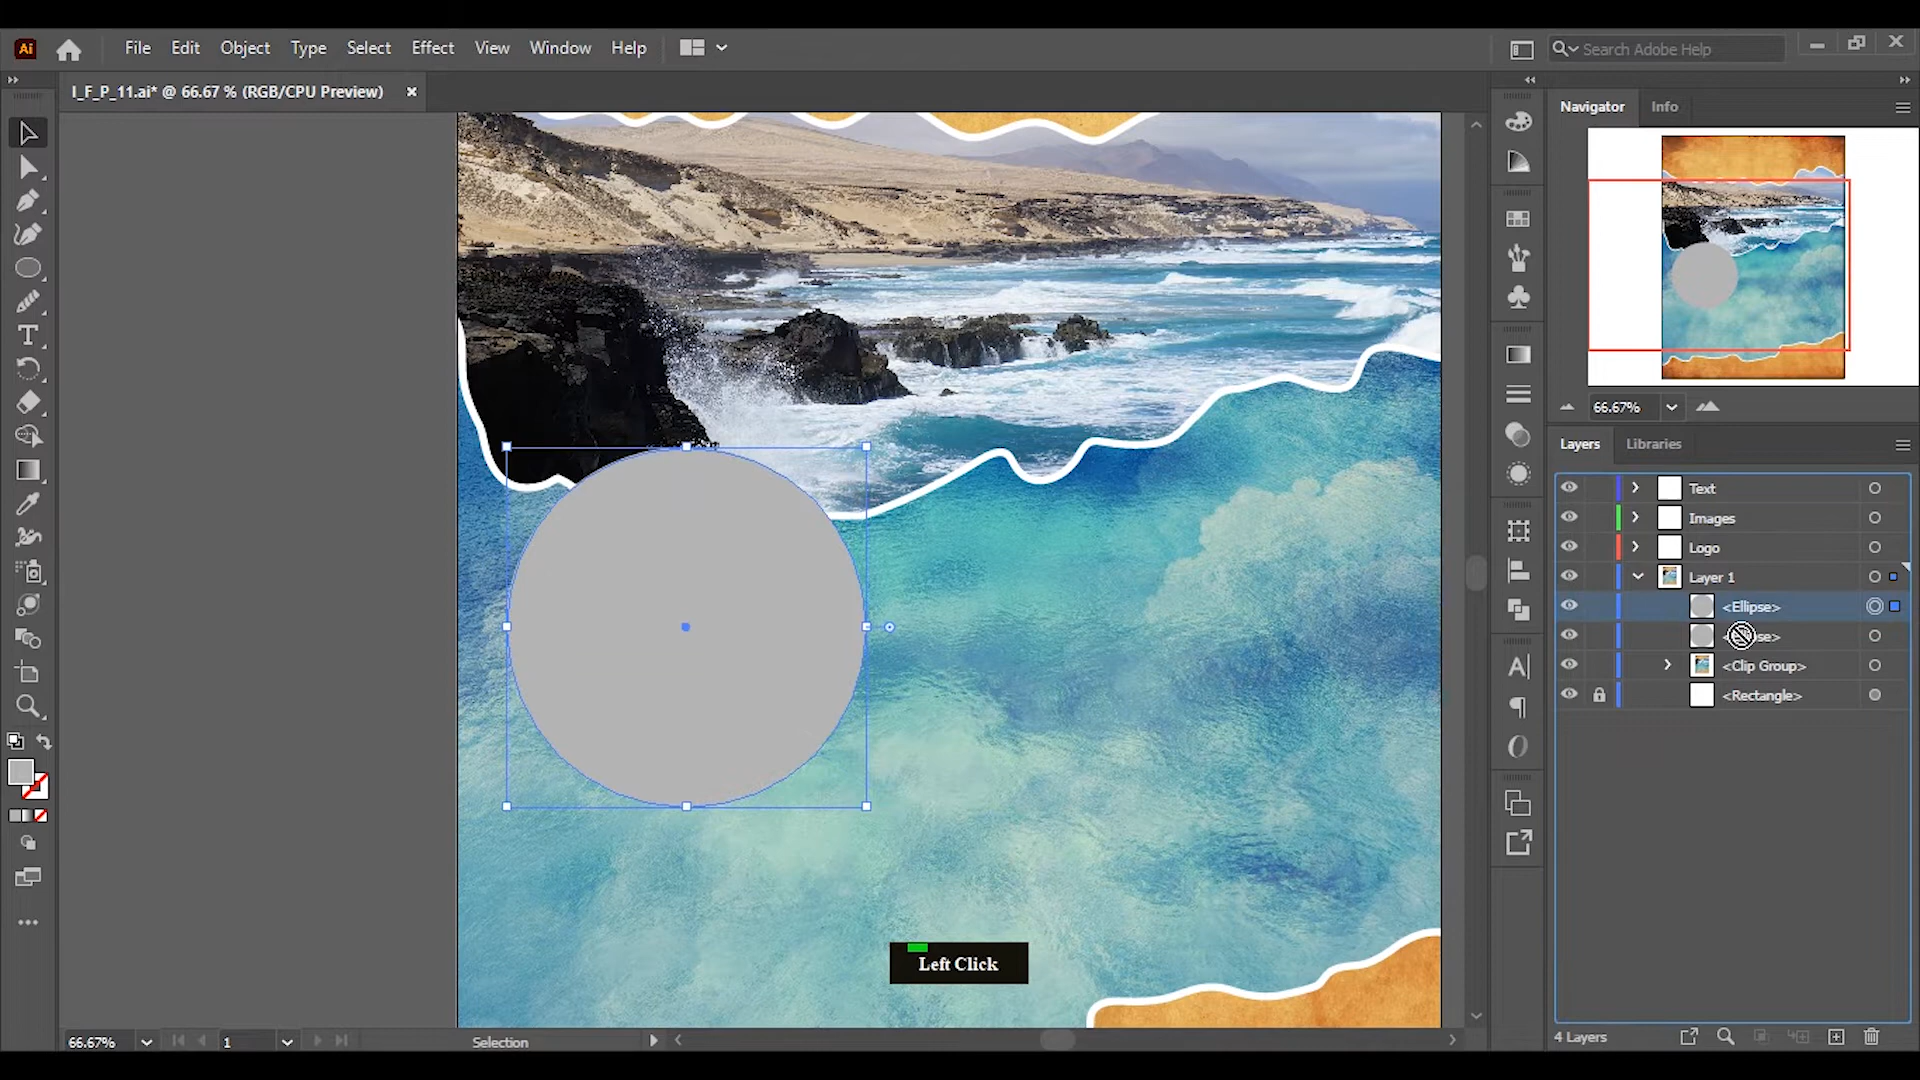 Ai
File Edit Object Type Select Effect View Window Help
Search Adobe Help
I_F_P_11.ai* @ 66.67 % (RGB/CPU Preview)
Navigator Info
66.67%
Layers Libraries
Text
Images
Logo
Layer 1
<Ellipse>
<Clip Group>
<Rectangle>
Left Click
66.67% 1 Selection
4 Layers